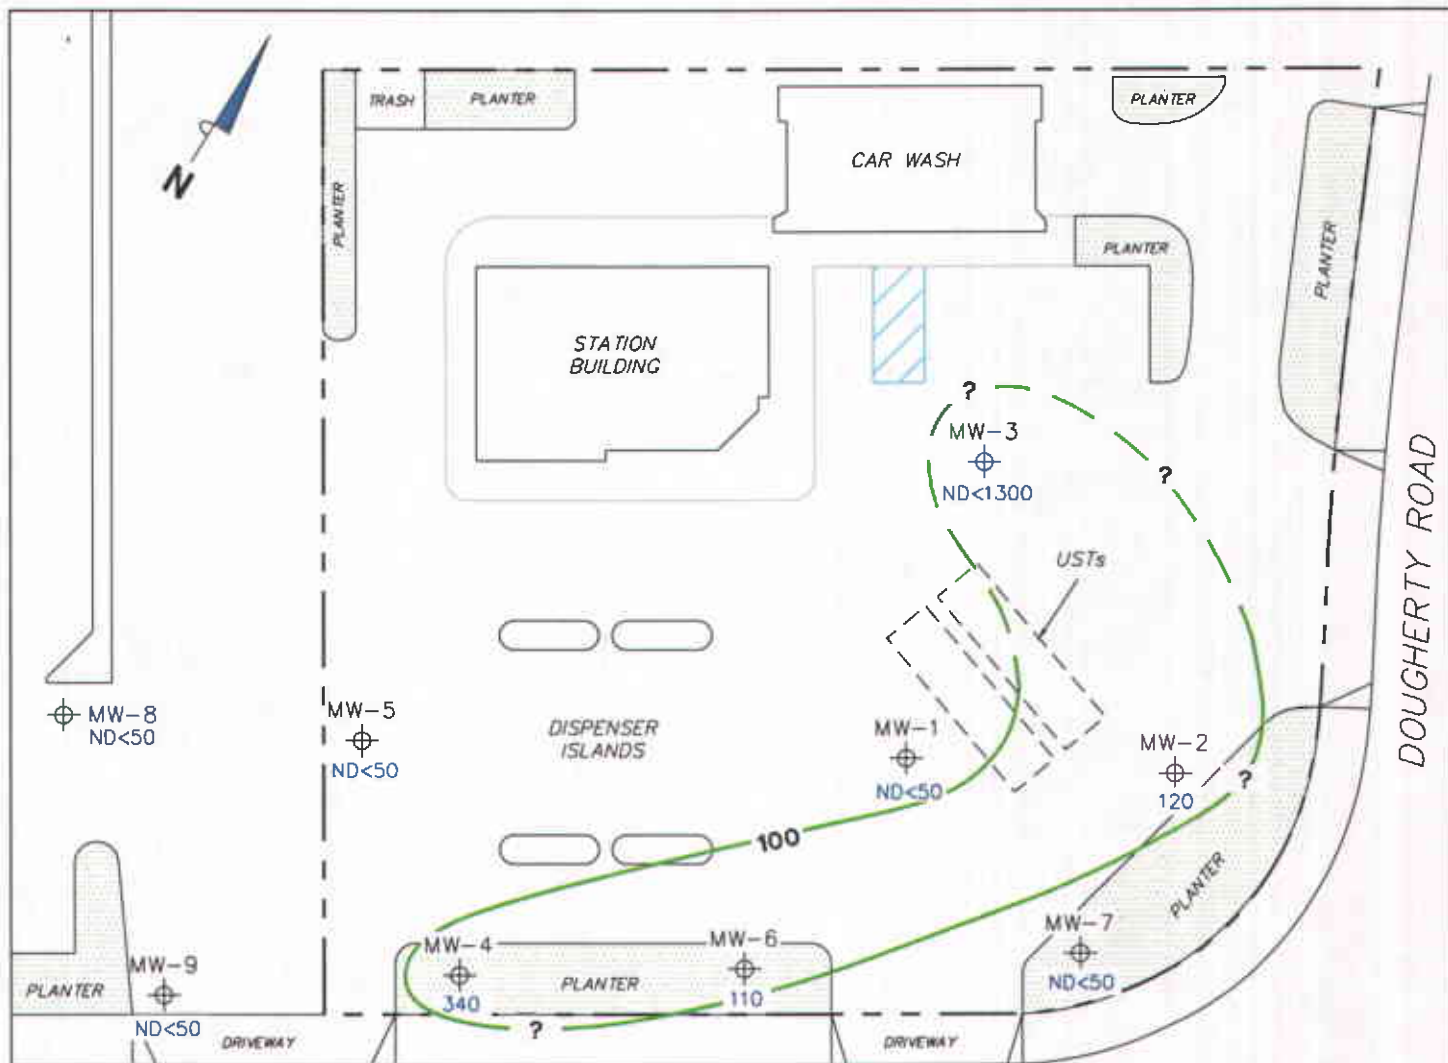 TRASH
PLANTER
PLANTER
N
PLANTER
CAR WASH
PLANTER
PLANTER
STATION
BUILDING
?
MW-3
ND<1300
?
USTs
DOUGHERTY ROAD
MW-8
ND<50
MW-5
ND<50
DISPENSER
ISLANDS
MW-1
ND<50
MW-2
120
?
100
PLANTER
MW-4
340
PLANTER
MW-6
110
MW-7
ND<50
PLANTER
MW-9
ND<50
?
DRIVEWAY
DRIVEWAY